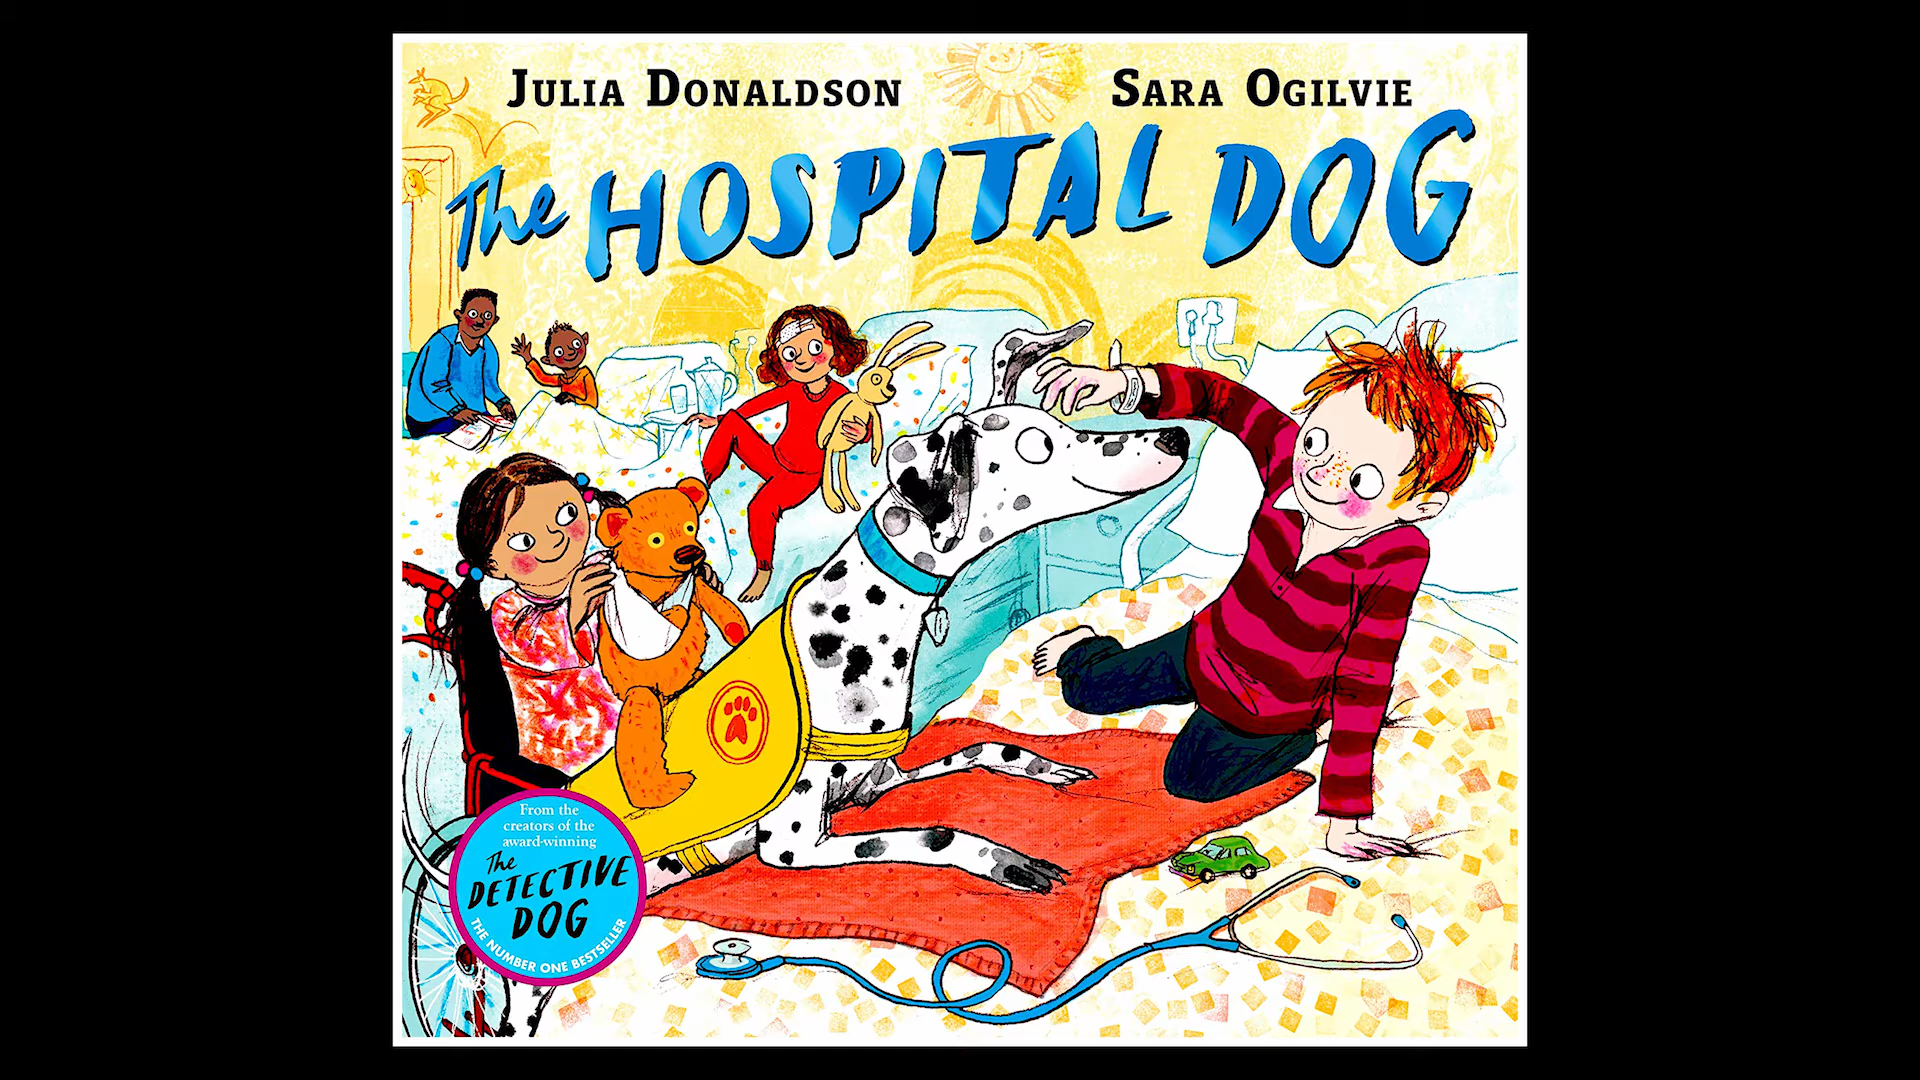 JULIA DONALDSON
SARA OGILVIE
The HOSPITAL DOG
From the
creators of the
award-winning
The
DETECTIVE
DOG
THE NUMBER ONE BESTSELLER